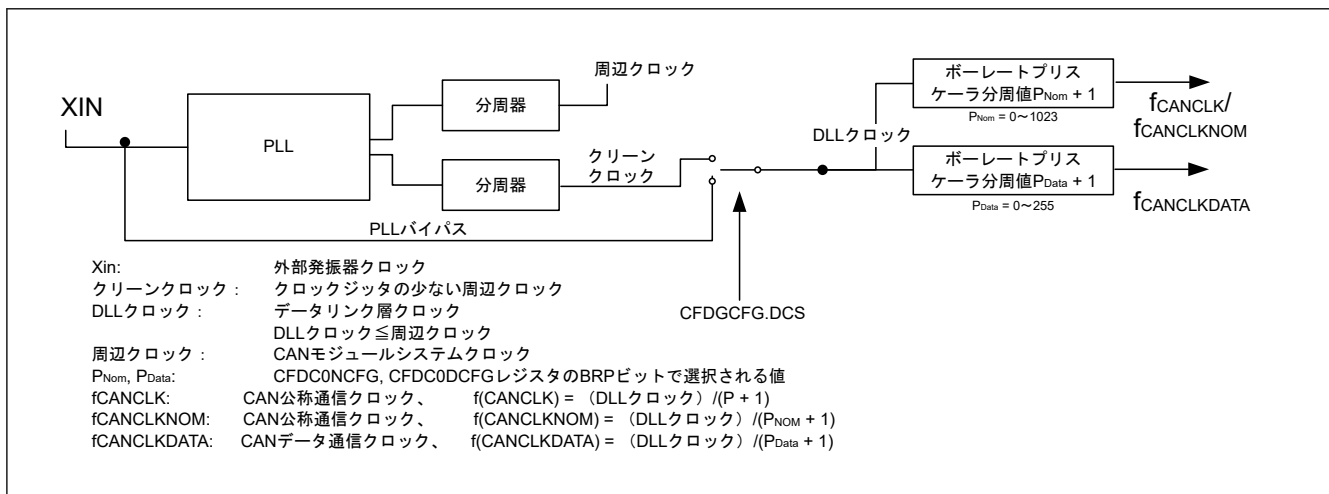 XIN
PLL
分周器
周辺クロック
分周器
クリーン
クロック
PLLバイパス
CFDGCFG.DCS
DLLクロック
ボーレートプリス
ケーラ分周値PNom + 1
PNom = 0～1023
fCANCLK/
fCANCLKNOM
ボーレートプリス
ケーラ分周値PData + 1
PData = 0～255
fCANCLKDATA
Xin: 外部発振器クロック
クリーンクロック： クロックジッタの少ない周辺クロック
DLLクロック： データリンク層クロック
DLLクロック≦周辺クロック
周辺クロック： CANモジュールシステムクロック
PNom, PData: CFDC0NCFG, CFDC0DCFGレジスタのBRPビットで選択される値
fCANCLK: CAN公称通信クロック、 f(CANCLK) = （DLLクロック）/(P + 1)
fCANCLKNOM: CAN公称通信クロック、 f(CANCLKNOM) = （DLLクロック）/(PNOM + 1)
fCANCLKDATA: CANデータ通信クロック、 f(CANCLKDATA) = （DLLクロック）/(PData + 1)